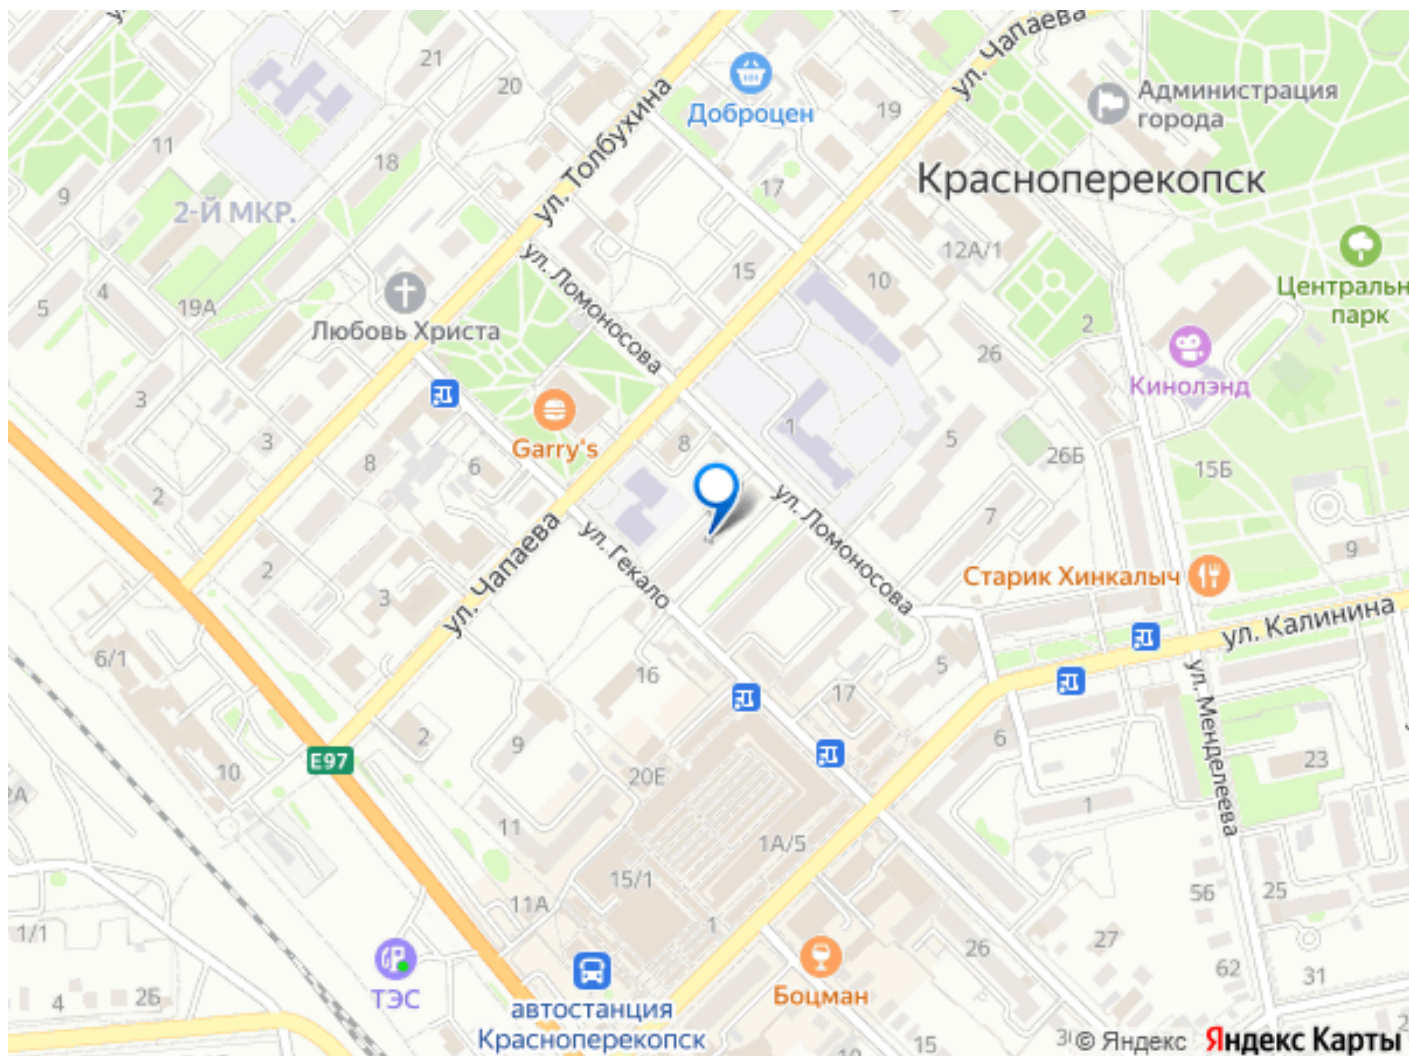 21
20
ул. Чапаева
ул. Толбухина
Доброцен
19
Администрация
города
11
18
17
Красноперекопск
9
2-Й МКР.
15
12А/1
10
ул. Ломоносова
Центральн
парк
5
4
19А
Любовь Христа
2
26
Кинолэнд
3
3
Garry's
8
1
5
26Б
15Б
8
6
2
ул. Ломоносова
7
ул. Чапаева
ул. Гекало
9
2
3
Старик Хинкалыч
ул. Калинина
6/1
16
17
5
ул. Менделеева
2
9
6
E97
10
20Е
23
1
11
1А/5
15/1
11А
56
25
1/1
1
26
27
62
31
4
2Б
ТЭС
Боцман
автостанция
Красноперекопск
10
15
© Яндекс
Яндекс Карты